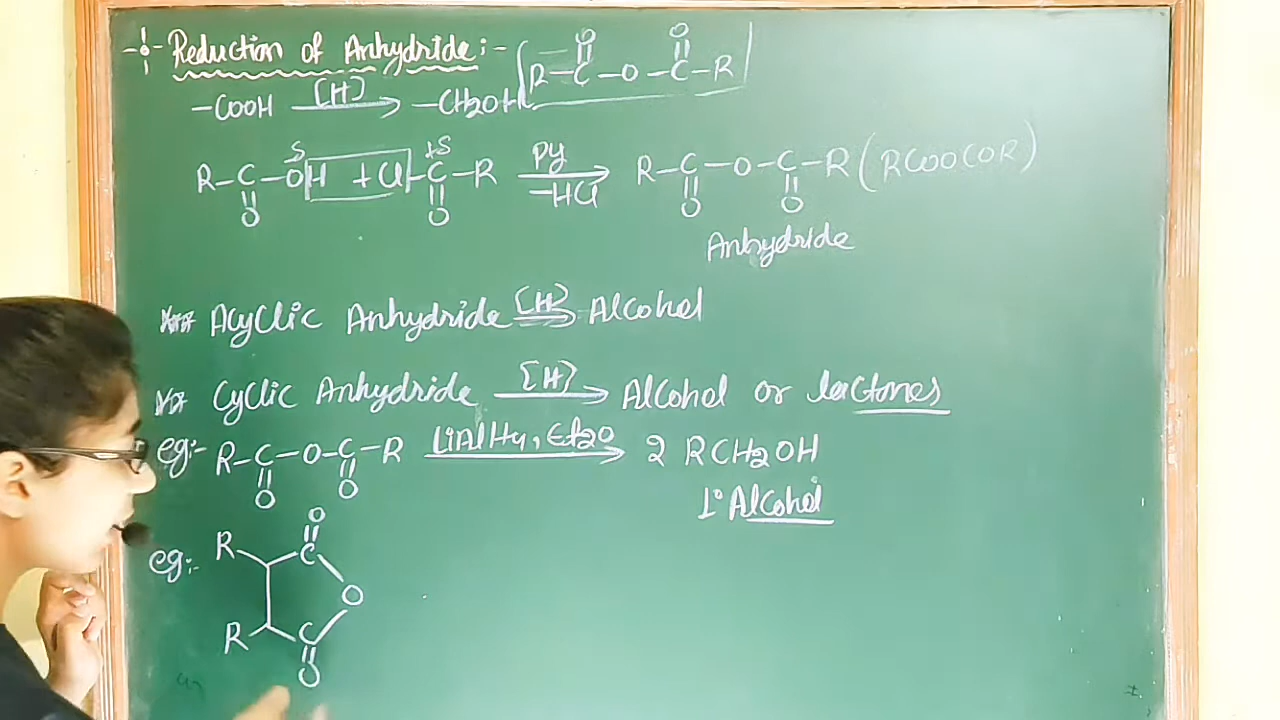 Reduction of Anhydride :-
R-C-O-C-R
O O
-COOH [H] -CH2OH
R-C-OH + Cl-C-R Py -HCl R-C-O-C-R (RCOOCOR)
O O O O
Anhydride
*** Acyclic Anhydride [H] Alcohol
** Cyclic Anhydride [H] Alcohol or lactones
eg:- R-C-O-C-R LiAlH4, Et2O 2 RCH2OH
O O
1° Alcohol
eg:- R C O
O
R C O